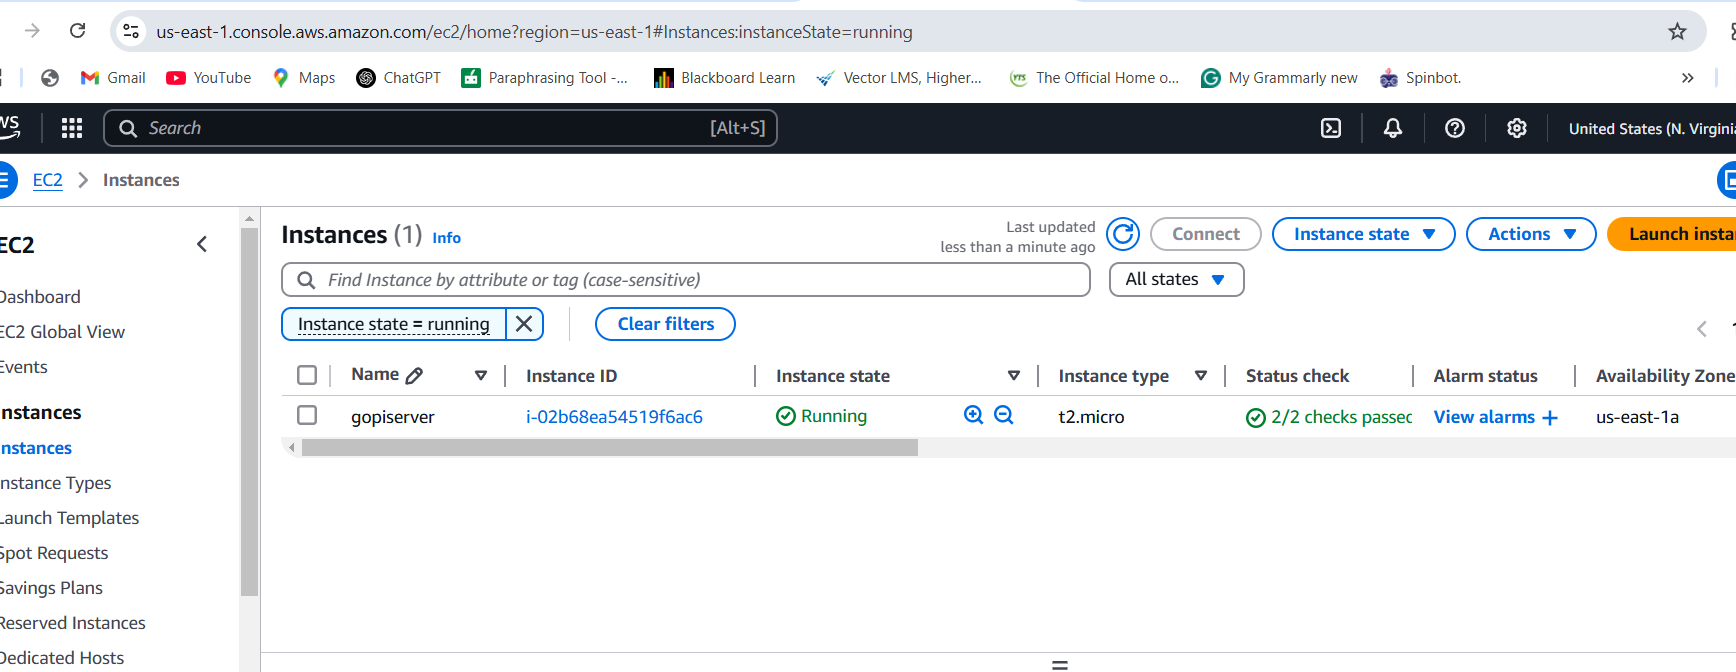 us-east-1.console.aws.amazon.com/ec2/home?region=us-east-1#Instances:instanceState=running
Gmail YouTube Maps ChatGPT Paraphrasing Tool -... Blackboard Learn Vector LMS, Higher... The Official Home o... My Grammarly new Spinbot.
Search [Alt+S] United States (N. Virginia
EC2 Instances
EC2
Dashboard
EC2 Global View
Events
Instances
Instances
Instance Types
Launch Templates
Spot Requests
Savings Plans
Reserved Instances
Dedicated Hosts
Instances (1) Info
Last updated
less than a minute ago
Connect Instance state Actions Launch insta
Find Instance by attribute or tag (case-sensitive) All states
Instance state = running Clear filters
Name Instance ID Instance state Instance type Status check Alarm status Availability Zone
gopiserver i-02b68ea54519f6ac6 Running t2.micro 2/2 checks passec View alarms + us-east-1a